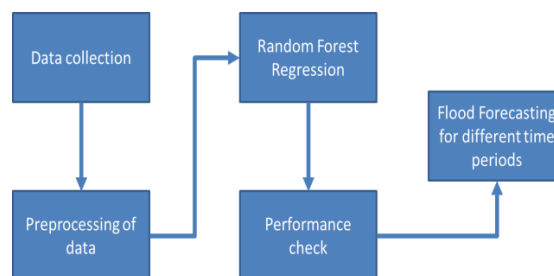 Data collection
Preprocessing of
data
Random Forest
Regression
Performance
check
Flood Forecasting
for different time
periods